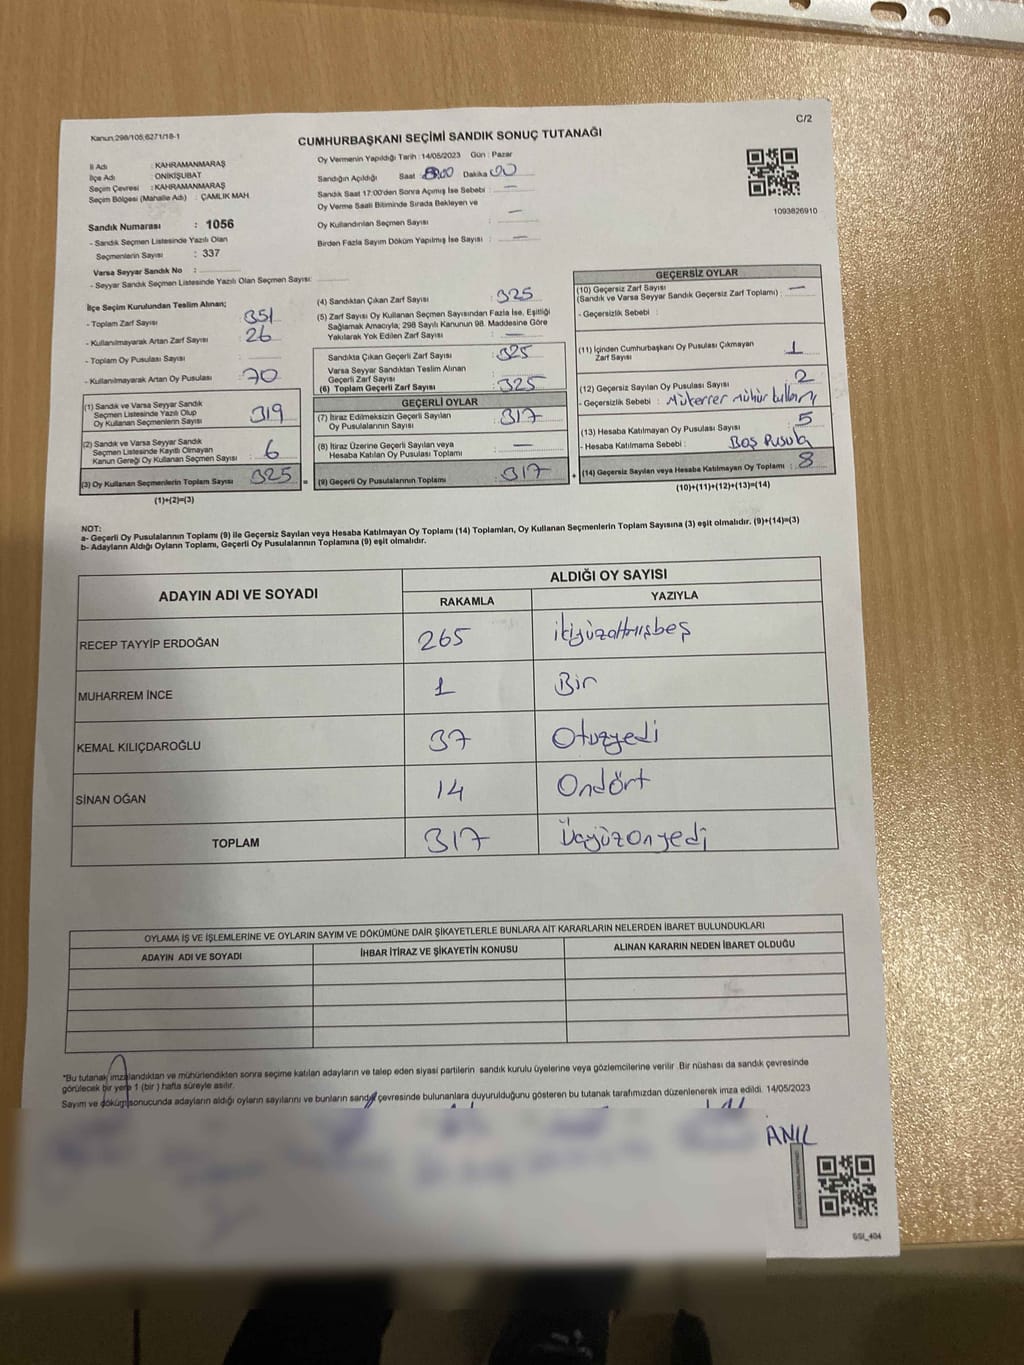 C/2
Kanun;298/105;6271/18-1
CUMHURBAŞKANI SEÇİMİ SANDIK SONUÇ TUTANAĞI
İl Adı : KAHRAMANMARAŞ
İlçe Adı : ONİKİŞUBAT
Seçim Çevresi : KAHRAMANMARAŞ
Seçim Bölgesi (Mahalle Adı) : ÇAMLIK MAH
Oy Vermenin Yapıldığı Tarih : 14/05/2023 Gün : Pazar
Sandığın Açıldığı Saat : Dakika 00
Sandık Saat 17:00'den Sonra Açımış İse Sebebi : —
Oy Verme Saati Bitiminde Sırada Bekleyen ve
Oy Kullandırılan Seçmen Sayısı : —
Birden Fazla Sayım Döküm Yapılmış İse Sayısı : —
1093826910
Sandık Numarası : 1056
- Sandık Seçmen Listesinde Yazılı Olan
Seçmenlerin Sayısı : 337
Varsa Seyyar Sandık No :
- Seyyar Sandık Seçmen Listesinde Yazılı Olan Seçmen Sayısı:
İlçe Seçim Kurulundan Teslim Alınan;
- Toplam Zarf Sayısı : 351
- Kullanılmayarak Artan Zarf Sayısı : 26
- Toplam Oy Pusulası Sayısı :
- Kullanılmayarak Artan Oy Pusulası : 70
(1) Sandık ve Varsa Seyyar Sandık
Seçmen Listesinde Yazılı Olup
Oy Kullanan Seçmenlerin Sayısı : 319
(2) Sandık ve Varsa Seyyar Sandık
Seçmen Listesinde Kayıtlı Olmayan
Kanun Gereği Oy Kullanan Seçmen Sayısı : 6
(3) Oy Kullanan Seçmenlerin Toplam Sayısı : 325
(1)+(2)=(3)
(4) Sandıktan Çıkan Zarf Sayısı : 325
(5) Zarf Sayısı Oy Kullanan Seçmen Sayısından Fazla İse, Eşitliği
Sağlamak Amacıyla; 298 Sayılı Kanunun 98. Maddesine Göre
Yakılarak Yok Edilen Zarf Sayısı : —
Sandıkta Çıkan Geçerli Zarf Sayısı : 325
Varsa Seyyar Sandıktan Teslim Alınan
Geçerli Zarf Sayısı :
(6) Toplam Geçerli Zarf Sayısı : 325
GEÇERLİ OYLAR
(7) İtiraz Edilmeksizin Geçerli Sayılan
Oy Pusulasının Sayısı : 317
(8) İtiraz Üzerine Geçerli Sayılan veya
Hesaba Katılan Oy Pusulası Toplamı : —
= (9) Geçerli Oy Pusulalarının Toplamı : 317
GEÇERSİZ OYLAR
(10) Geçersiz Zarf Sayısı
(Sandık ve Varsa Seyyar Sandık Geçersiz Zarf Toplamı) : —
- Geçersizlik Sebebi :
(11) İçinden Cumhurbaşkanı Oy Pusulası Çıkmayan
Zarf Sayısı : 1
(12) Geçersiz Sayılan Oy Pusulası Sayısı : 2
- Geçersizlik Sebebi : Mükerrer mühür
(13) Hesaba Katılmayan Oy Pusulası Sayısı : 5
- Hesaba Katılmama Sebebi : Boş Pusula
+ (14) Geçersiz Sayılan veya Hesaba Katılmayan Oy Toplamı : 8
(10)+(11)+(12)+(13)=(14)
NOT:
a- Geçerli Oy Pusulalarının Toplamı (9) ile Geçersiz Sayılan veya Hesaba Katılmayan Oy Toplamı (14) Toplamları, Oy Kullanan Seçmenlerin Toplam Sayısına (3) eşit olmalıdır. (9)+(14)=(3)
b- Adayların Aldığı Oyların Toplamı, Geçerli Oy Pusulalarının Toplamına (9) eşit olmalıdır.
ADAYIN ADI VE SOYADI
ALDIĞI OY SAYISI
RAKAMLA YAZIYLA
RECEP TAYYİP ERDOĞAN 265 ikiyüzaltmışbeş
MUHARREM İNCE 1 Bir
KEMAL KILIÇDAROĞLU 37 Otuzyedi
SİNAN OĞAN 14 Ondört
TOPLAM 317 Üçyüzonyedi
OYLAMA İŞ VE İŞLEMLERİNE VE OYLARIN SAYIM VE DÖKÜMÜNE DAİR ŞİKAYETLERLE BUNLARA AİT KARARLARIN NELERDEN İBARET BULUNDUKLARI
ADAYIN ADI VE SOYADI İHBAR İTİRAZ VE ŞİKAYETİN KONUSU ALINAN KARARIN NEDEN İBARET OLDUĞU
*Bu tutanak imzalandıktan ve mühürlendikten sonra seçime katılan adayların ve talep eden siyasi partilerin sandık kurulu üyelerine veya gözlemcilerine verilir. Bir nüshası da sandık çevresinde
görülecek bir yere 1 (bir ) hafta süreyle asılır.
Sayım ve döküm sonucunda adayların aldığı oyların sayılarını ve bunların sandık çevresinde bulunanlara duyurulduğunu gösteren bu tutanak tarafımızdan düzenlenerek imza edildi. 14/05/2023
ANIL